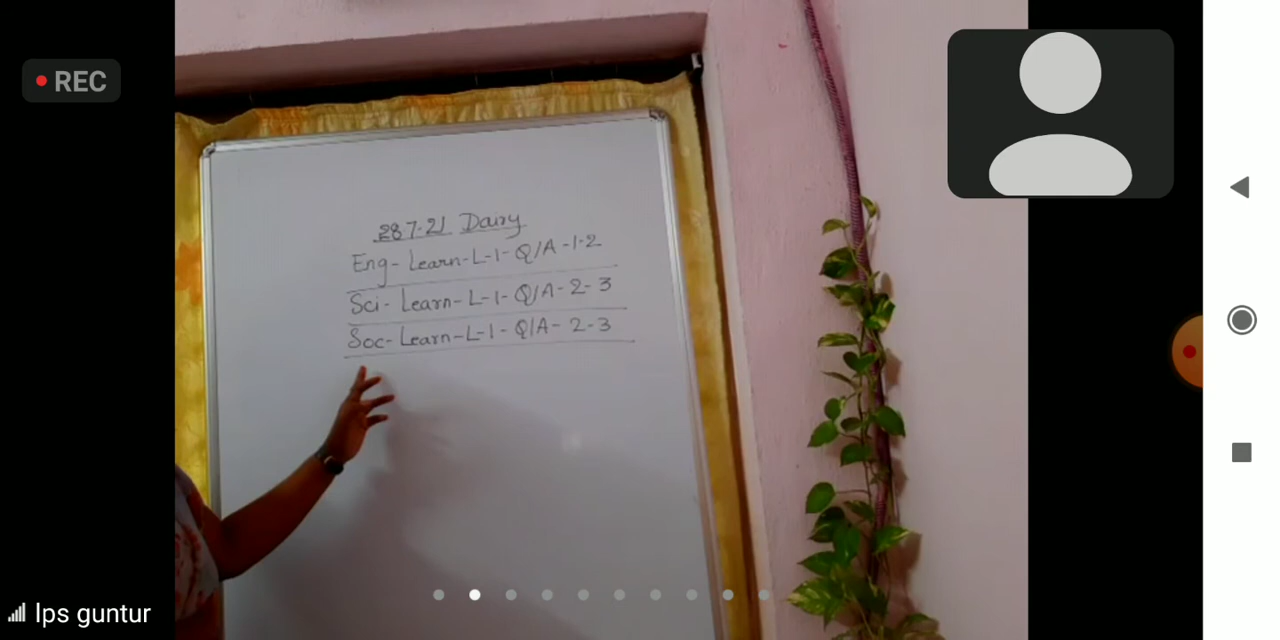 REC
28.7.21 Dairy
Eng- Learn-L-1-Q/A-1-2
Sci- Learn-L-1-Q/A-2-3
Soc-Learn-L-1-Q/A-2-3
lps guntur